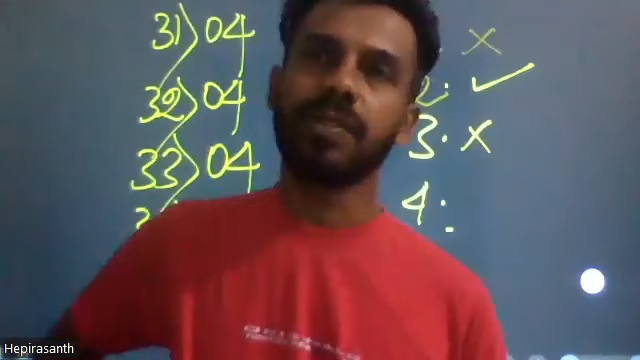 31) 04 . x
32) 04 2. ✓
33) 04 3. x
4.
Hepirasanth